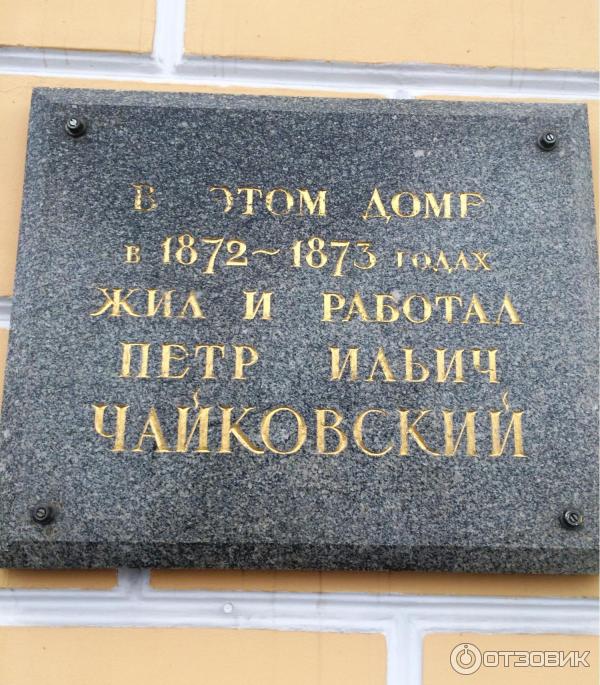 В ЭТОМ ДОМЕ
в 1872~1873 годах
ЖИЛ И РАБОТАЛ
ПЕТР ИЛЬИЧ
ЧАЙКОВСКИЙ
ОТЗОВИК